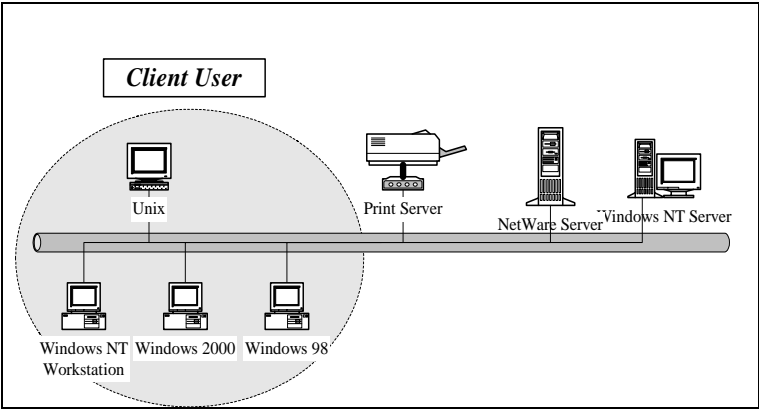 Client User
Unix
Print Server
NetWare Server
Windows NT Server
Windows NT
Workstation
Windows 2000
Windows 98